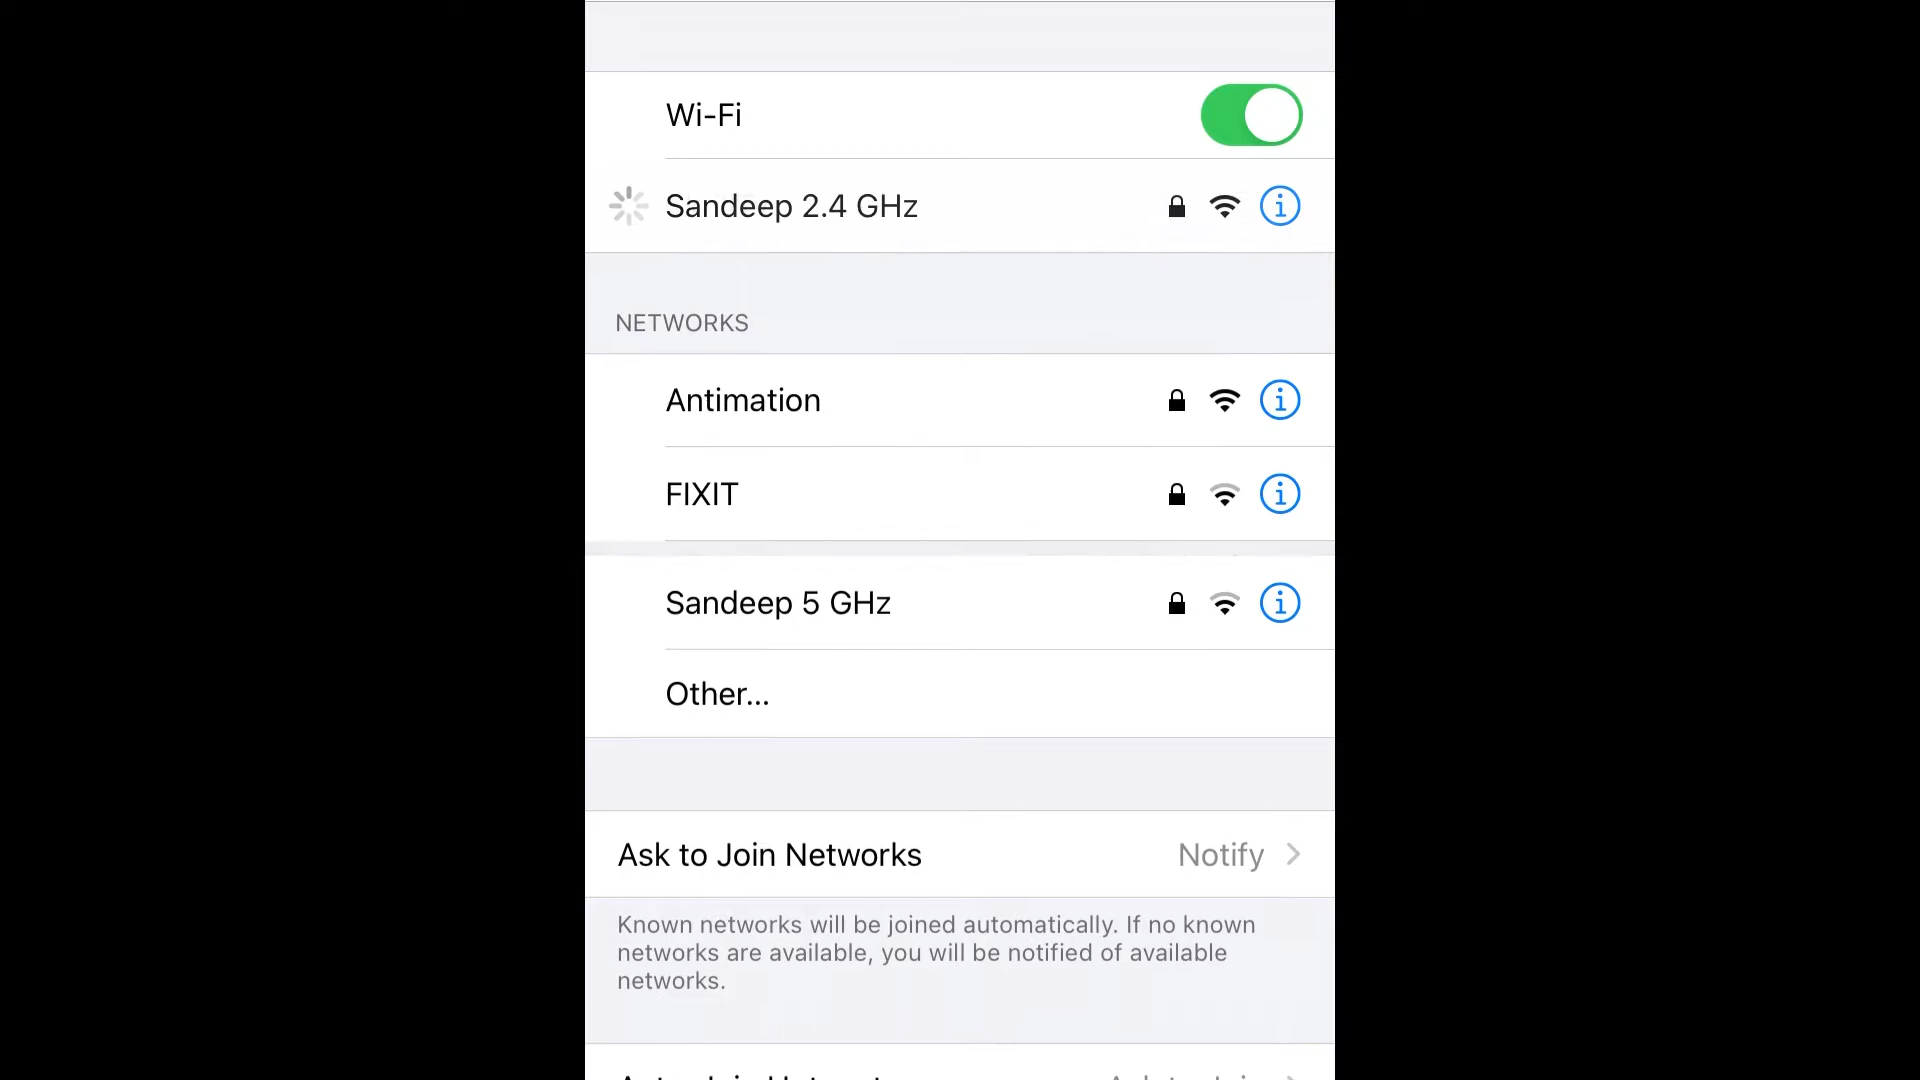 Wi-Fi
Sandeep 2.4 GHz
NETWORKS
Antimation
FIXIT
Sandeep 5 GHz
Other...
Ask to Join Networks Notify
Known networks will be joined automatically. If no known
networks are available, you will be notified of available
networks.